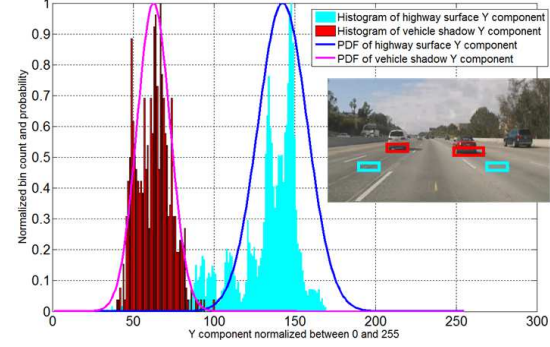 Histogram of highway surface Y component
Histogram of vehicle shadow Y component
PDF of highway surface Y component
PDF of vehicle shadow Y component
Normalized bin count and probability
1
0.9
0.8
0.7
0.6
0.5
0.4
0.3
0.2
0.1
0
0 50 100 150 200 250 300
Y component normalized between 0 and 255